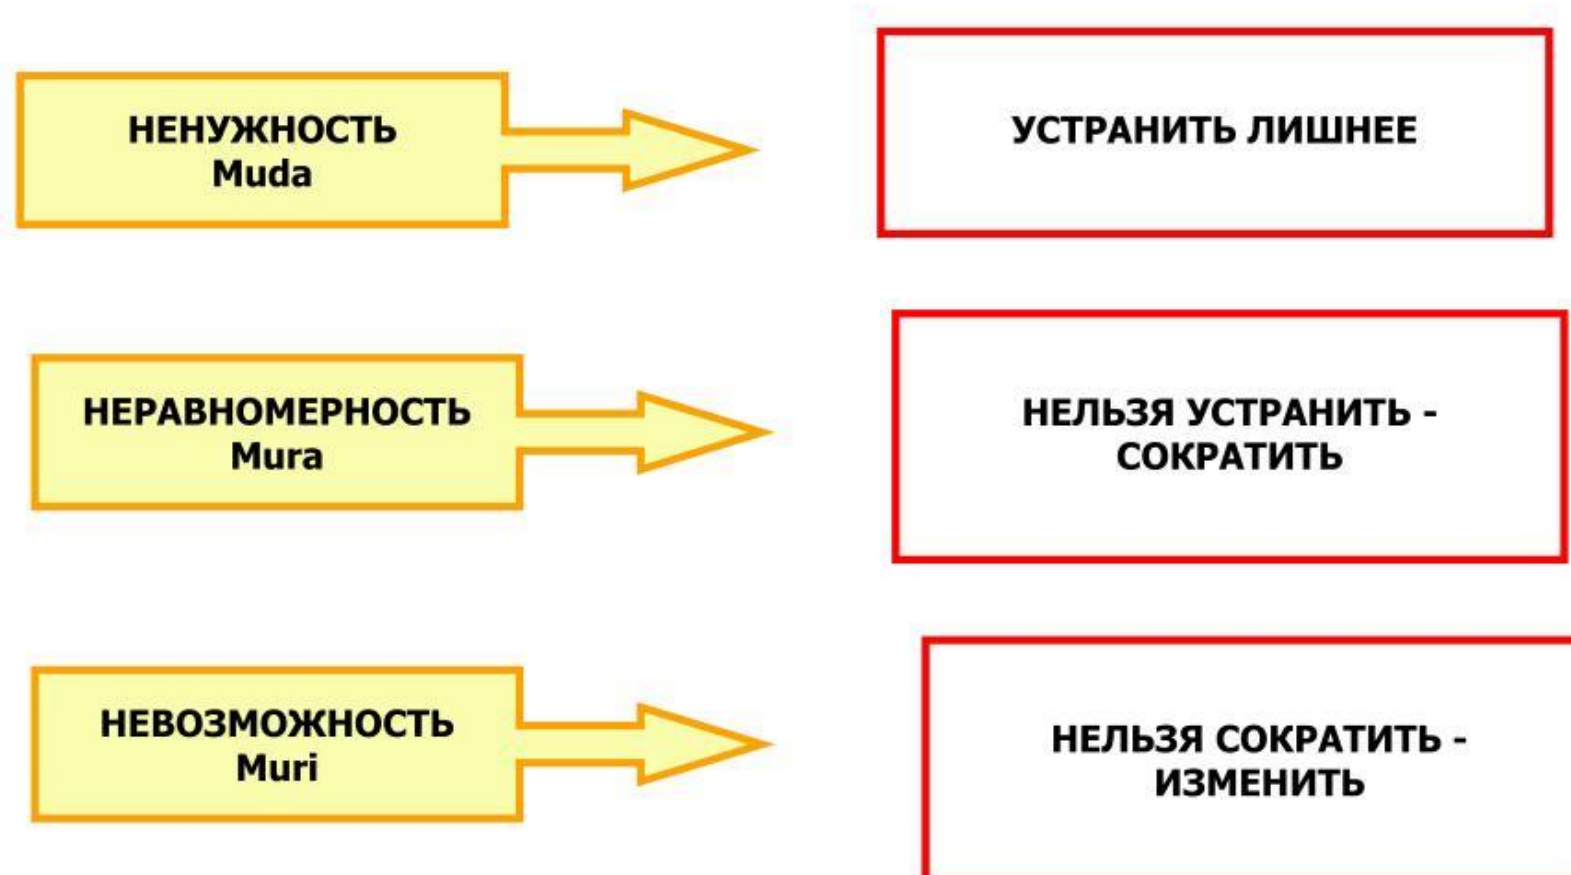 НЕНУЖНОСТЬ
Muda
УСТРАНИТЬ ЛИШНЕЕ
НЕРАВНОМЕРНОСТЬ
Mura
НЕЛЬЗЯ УСТРАНИТЬ -
СОКРАТИТЬ
НЕВОЗМОЖНОСТЬ
Muri
НЕЛЬЗЯ СОКРАТИТЬ -
ИЗМЕНИТЬ